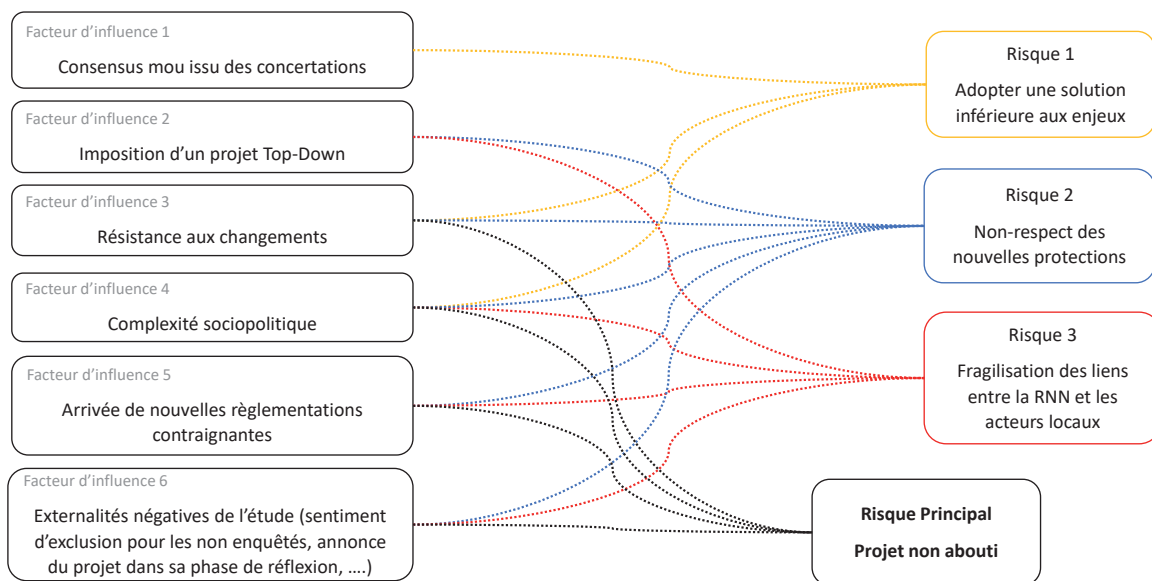 Facteur d'influence 1
Consensus mou issu des concertations
Facteur d'influence 2
Imposition d'un projet Top-Down
Facteur d'influence 3
Résistance aux changements
Facteur d'influence 4
Complexité sociopolitique
Facteur d'influence 5
Arrivée de nouvelles règlementations
contraignantes
Facteur d'influence 6
Externalités négatives de l'étude (sentiment
d'exclusion pour les non enquêtés, annonce
du projet dans sa phase de réflexion, ….)
Risque 1
Adopter une solution
inférieure aux enjeux
Risque 2
Non-respect des
nouvelles protections
Risque 3
Fragilisation des liens
entre la RNN et les
acteurs locaux
Risque Principal
Projet non abouti